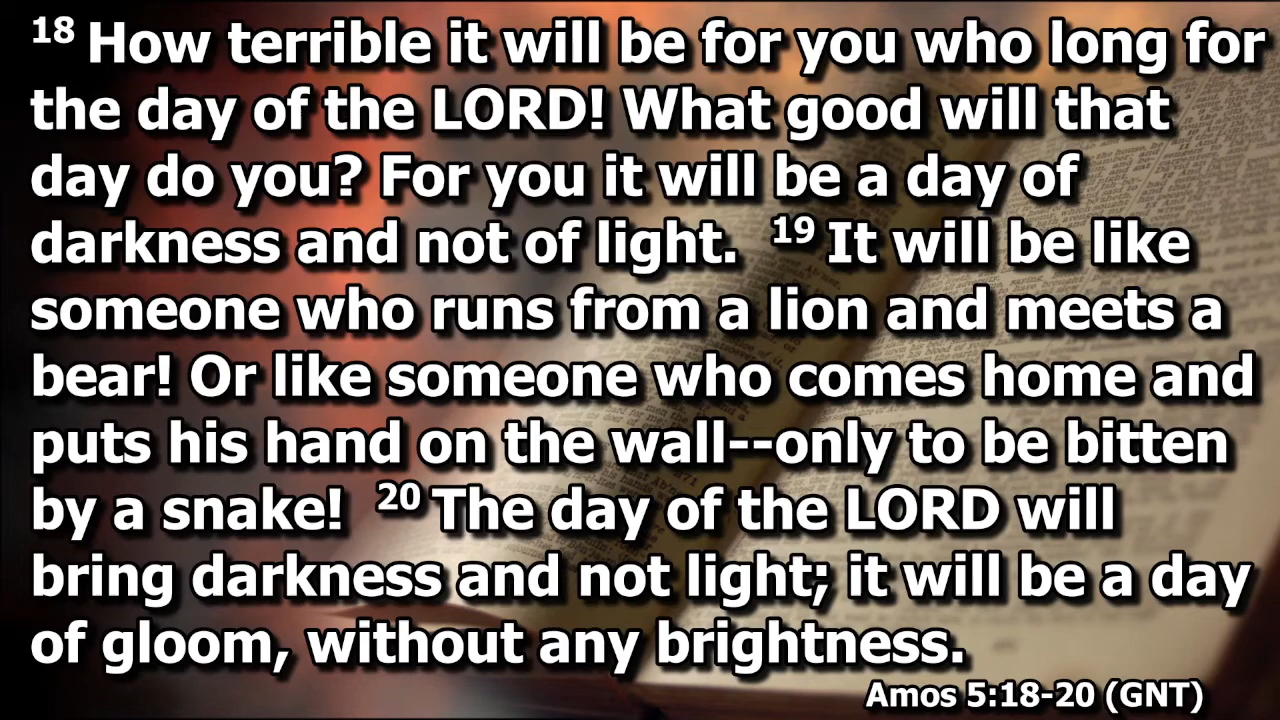 18 How terrible it will be for you who long for
the day of the LORD! What good will that
day do you? For you it will be a day of
darkness and not of light. 19 It will be like
someone who runs from a lion and meets a
bear! Or like someone who comes home and
puts his hand on the wall--only to be bitten
by a snake! 20 The day of the LORD will
bring darkness and not light; it will be a day
of gloom, without any brightness.
Amos 5:18-20 (GNT)